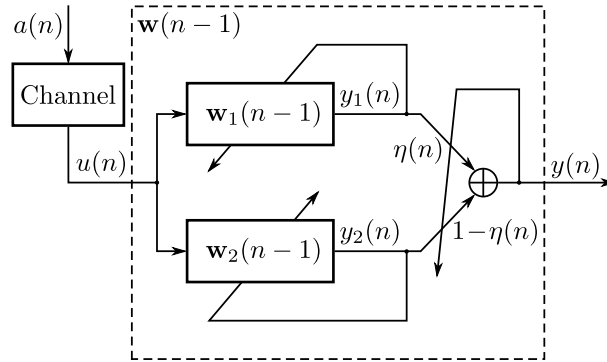 a(n)
w(n − 1)
Channel
w₁(n − 1)
y₁(n)
η(n)
u(n)
y(n)
w₂(n − 1)
y₂(n)
1−η(n)